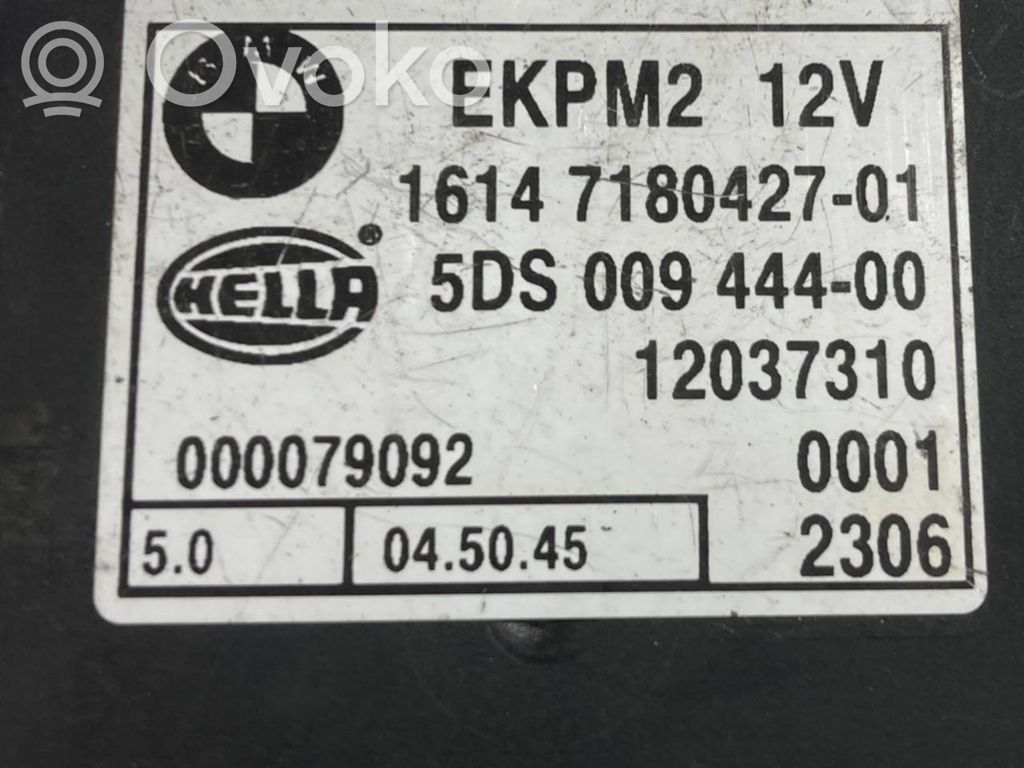 Ovoko
BMW
EKPM2 12V
1614 7180427-01
HELLA®
5DS 009 444-00
12037310
000079092
0001
5.0
04.50.45
2306